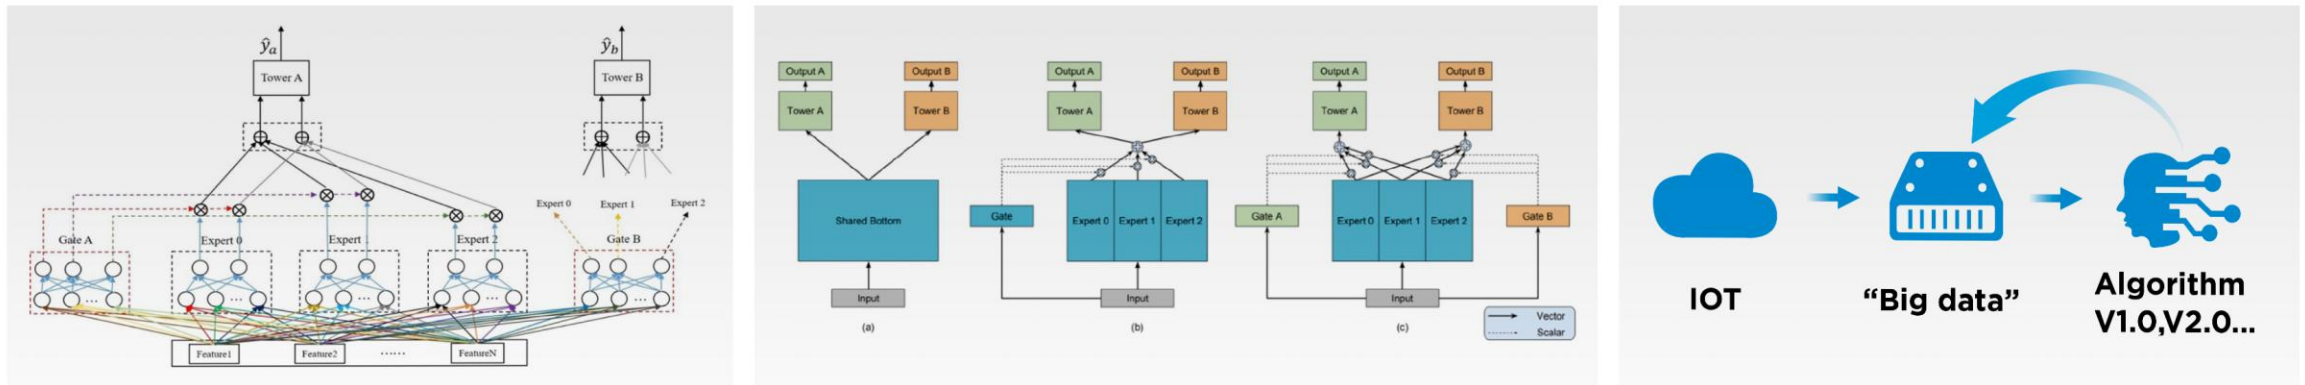 ŷa
ŷb
Tower A
Tower B
Expert 0
Expert 1
Expert 2
Gate A
Expert 0
Expert 1
Expert 2
Gate B
...
...
...
...
...
Feature1
Feature2
......
FeatureN
Output A
Output B
Tower A
Tower B
Shared Bottom
Input
(a)
Output A
Output B
Tower A
Tower B
Gate
Expert 0
Expert 1
Expert 2
Input
(b)
Output A
Output B
Tower A
Tower B
Gate A
Expert 0
Expert 1
Expert 2
Gate B
Input
(c)
Vector
Scalar
IOT
“Big data”
Algorithm
V1.0,V2.0...